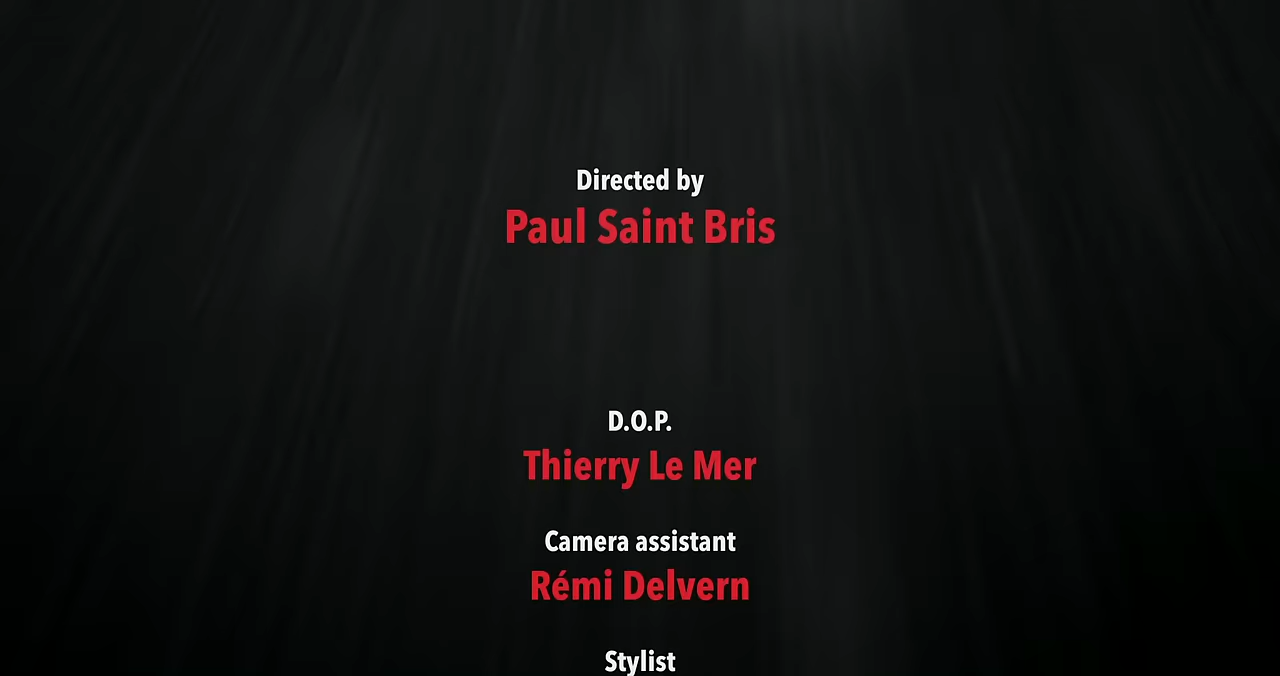 Directed by
Paul Saint Bris
D.O.P.
Thierry Le Mer
Camera assistant
Rémi Delvern
Stylist